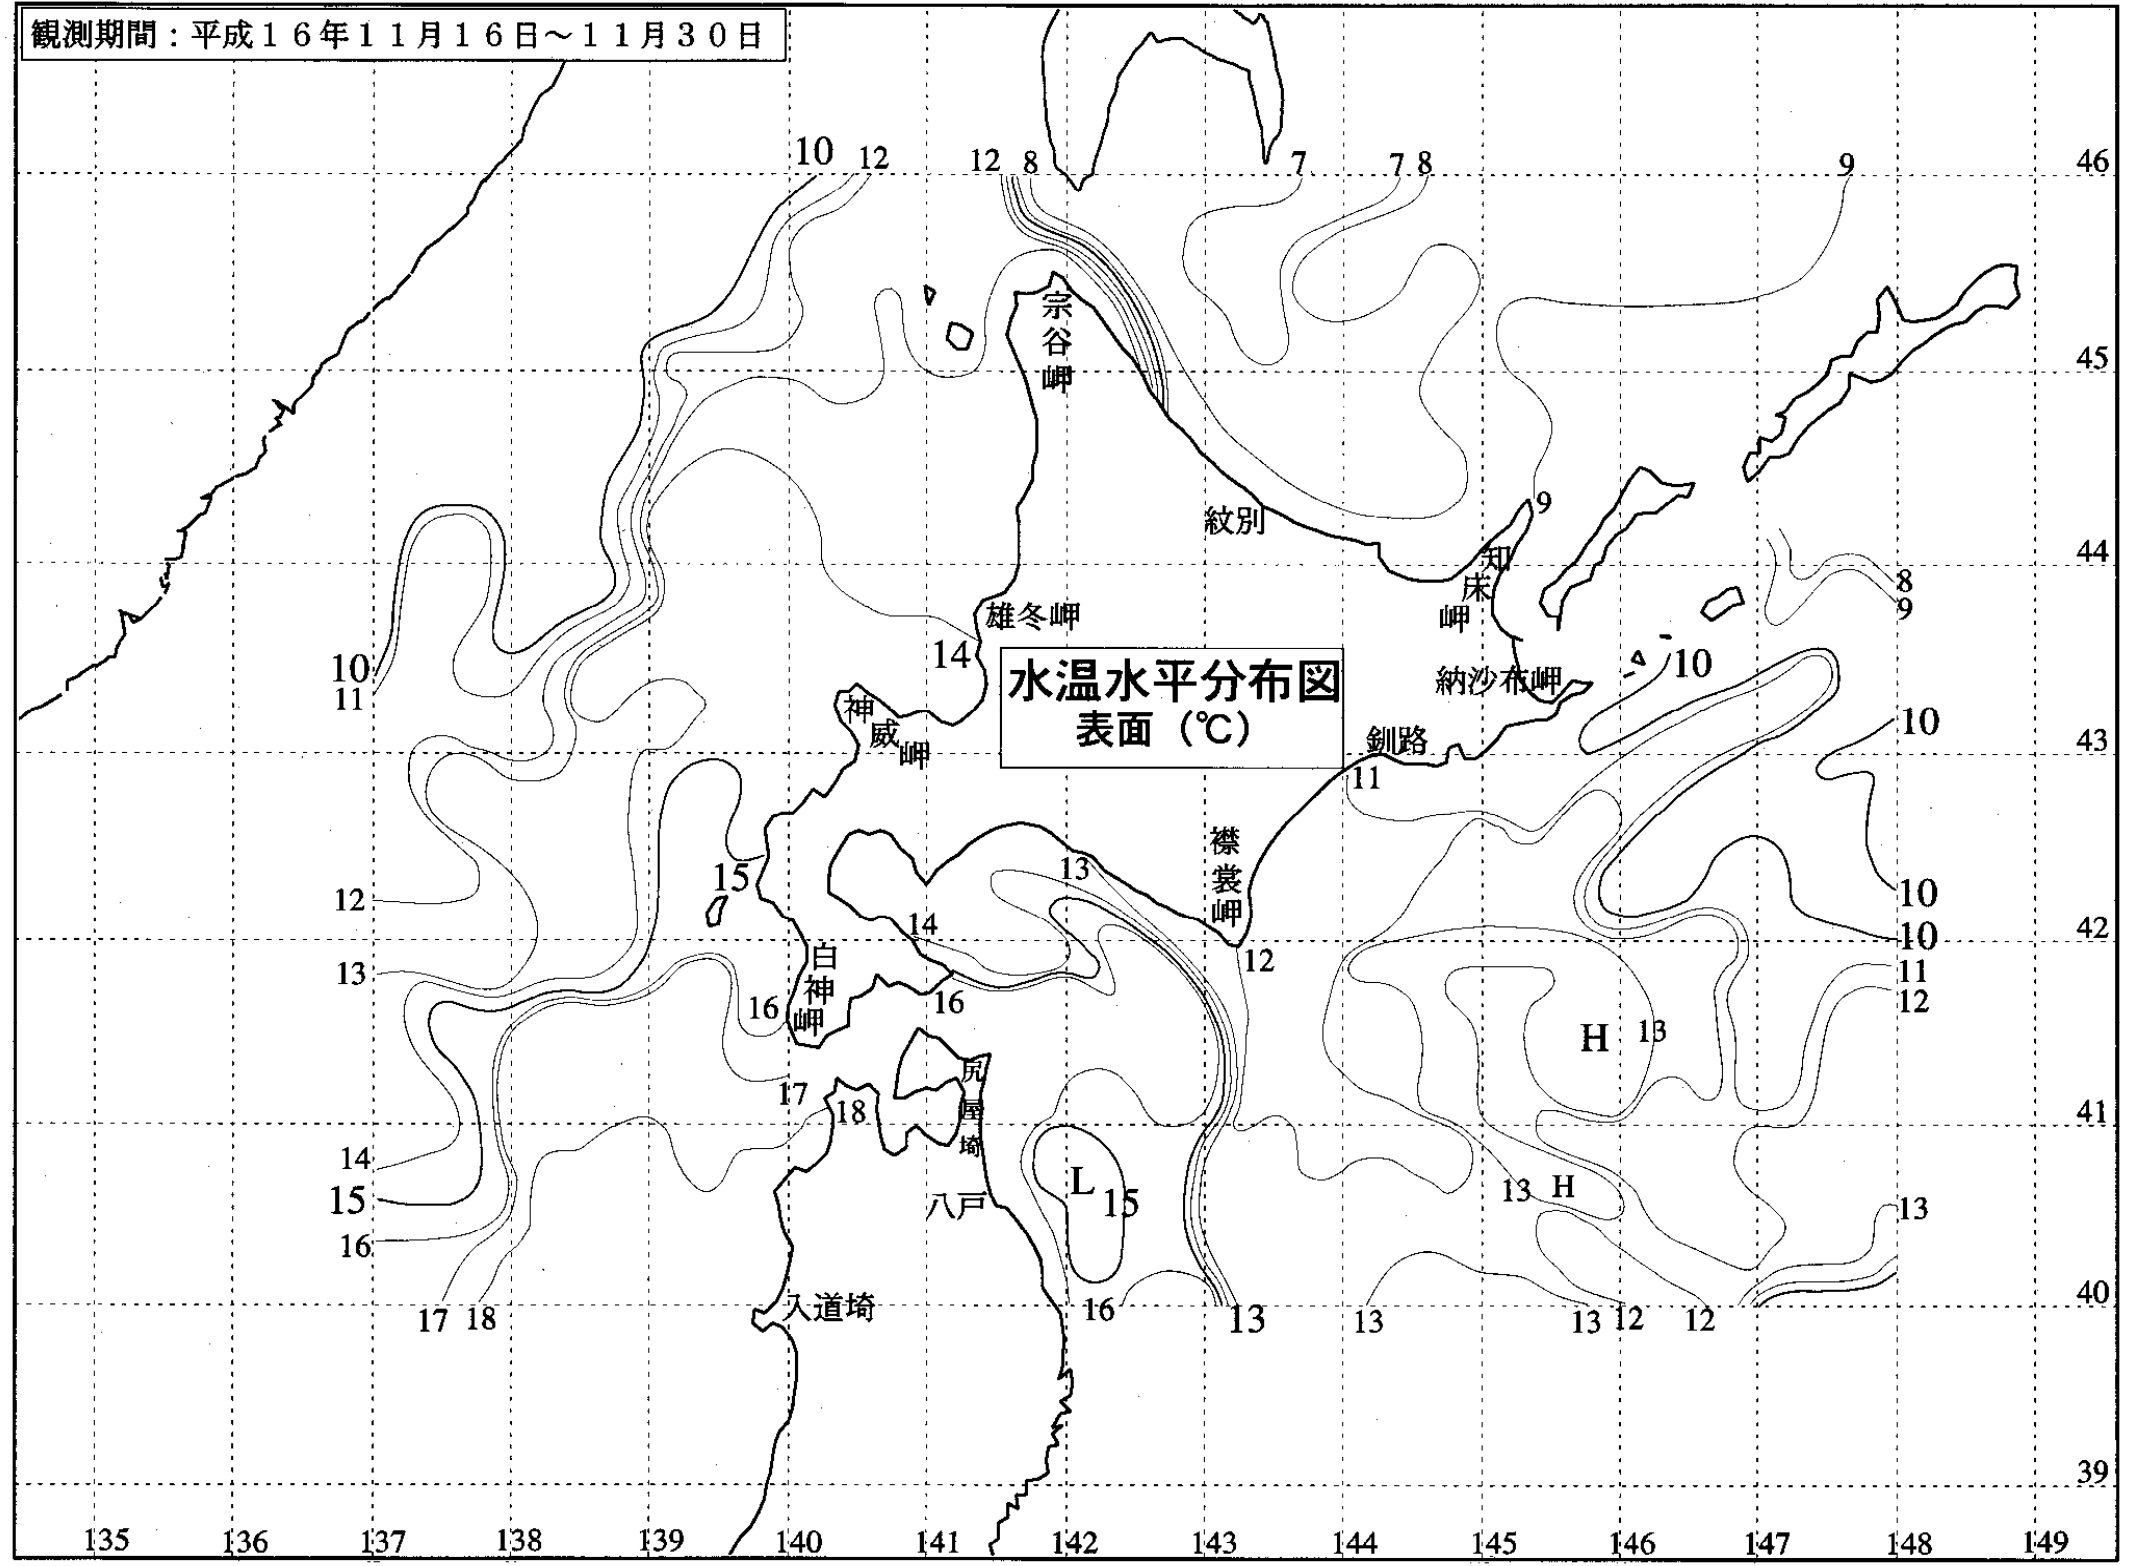 観測期間：平成１６年１１月１６日～１１月３０日
10 12 12 8 7 7 8 9 46
宗谷岬
45
紋別
9
知床岬
44
8
9
雄冬岬
14
水温水平分布図
表面（℃）
10
11
納沙布岬
10
神威岬
釧路
11
10
43
15
12
13
襟裳岬
10
14
10
42
13
白神岬
12
11
12
16
16
H 13
17
18
尻屋埼
41
14
15
L 15
13 H
八戸
13
16
17 18
入道埼
16 13 13 13 12 12
40
39
135 136 137 138 139 140 141 142 143 144 145 146 147 148 149